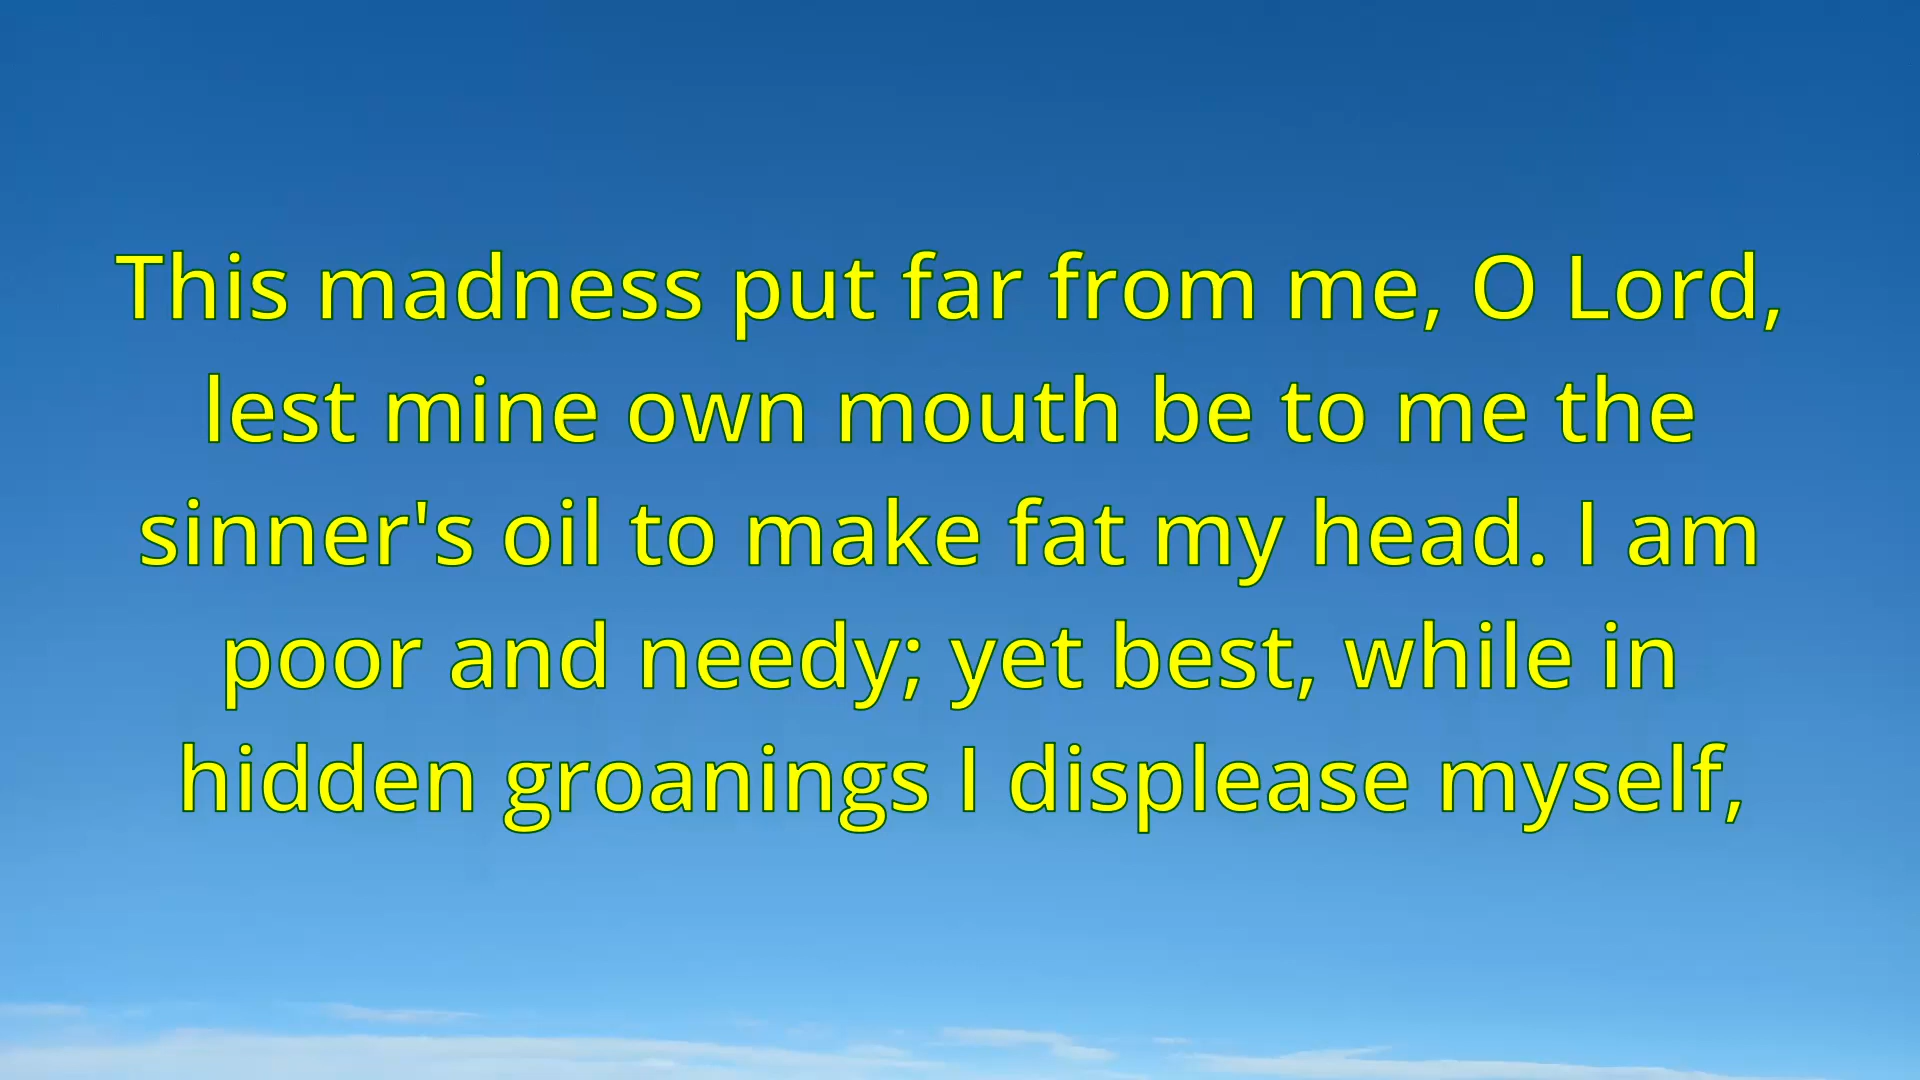 This madness put far from me, O Lord,
lest mine own mouth be to me the
sinner's oil to make fat my head. I am
poor and needy; yet best, while in
hidden groanings I displease myself,